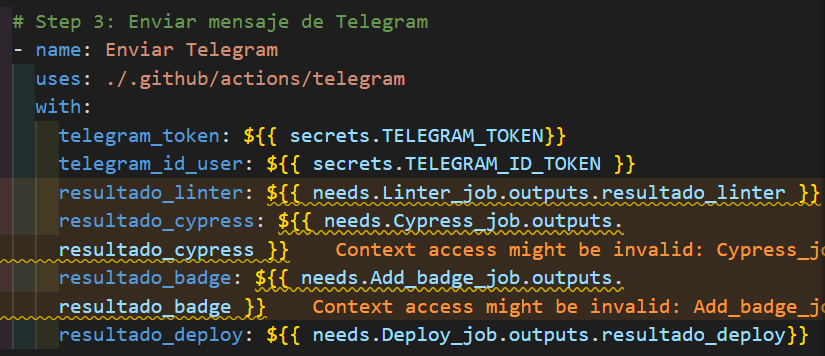 # Step 3: Enviar mensaje de Telegram
- name: Enviar Telegram
uses: ./.github/actions/telegram
with:
telegram_token: ${{ secrets.TELEGRAM_TOKEN}}
telegram_id_user: ${{ secrets.TELEGRAM_ID_TOKEN }}
resultado_linter: ${{ needs.Linter_job.outputs.resultado_linter }}
resultado_cypress: ${{ needs.Cypress_job.outputs.
resultado_cypress }} Context access might be invalid: Cypress_jo
resultado_badge: ${{ needs.Add_badge_job.outputs.
resultado_badge }} Context access might be invalid: Add_badge_jo
resultado_deploy: ${{ needs.Deploy_job.outputs.resultado_deploy}}